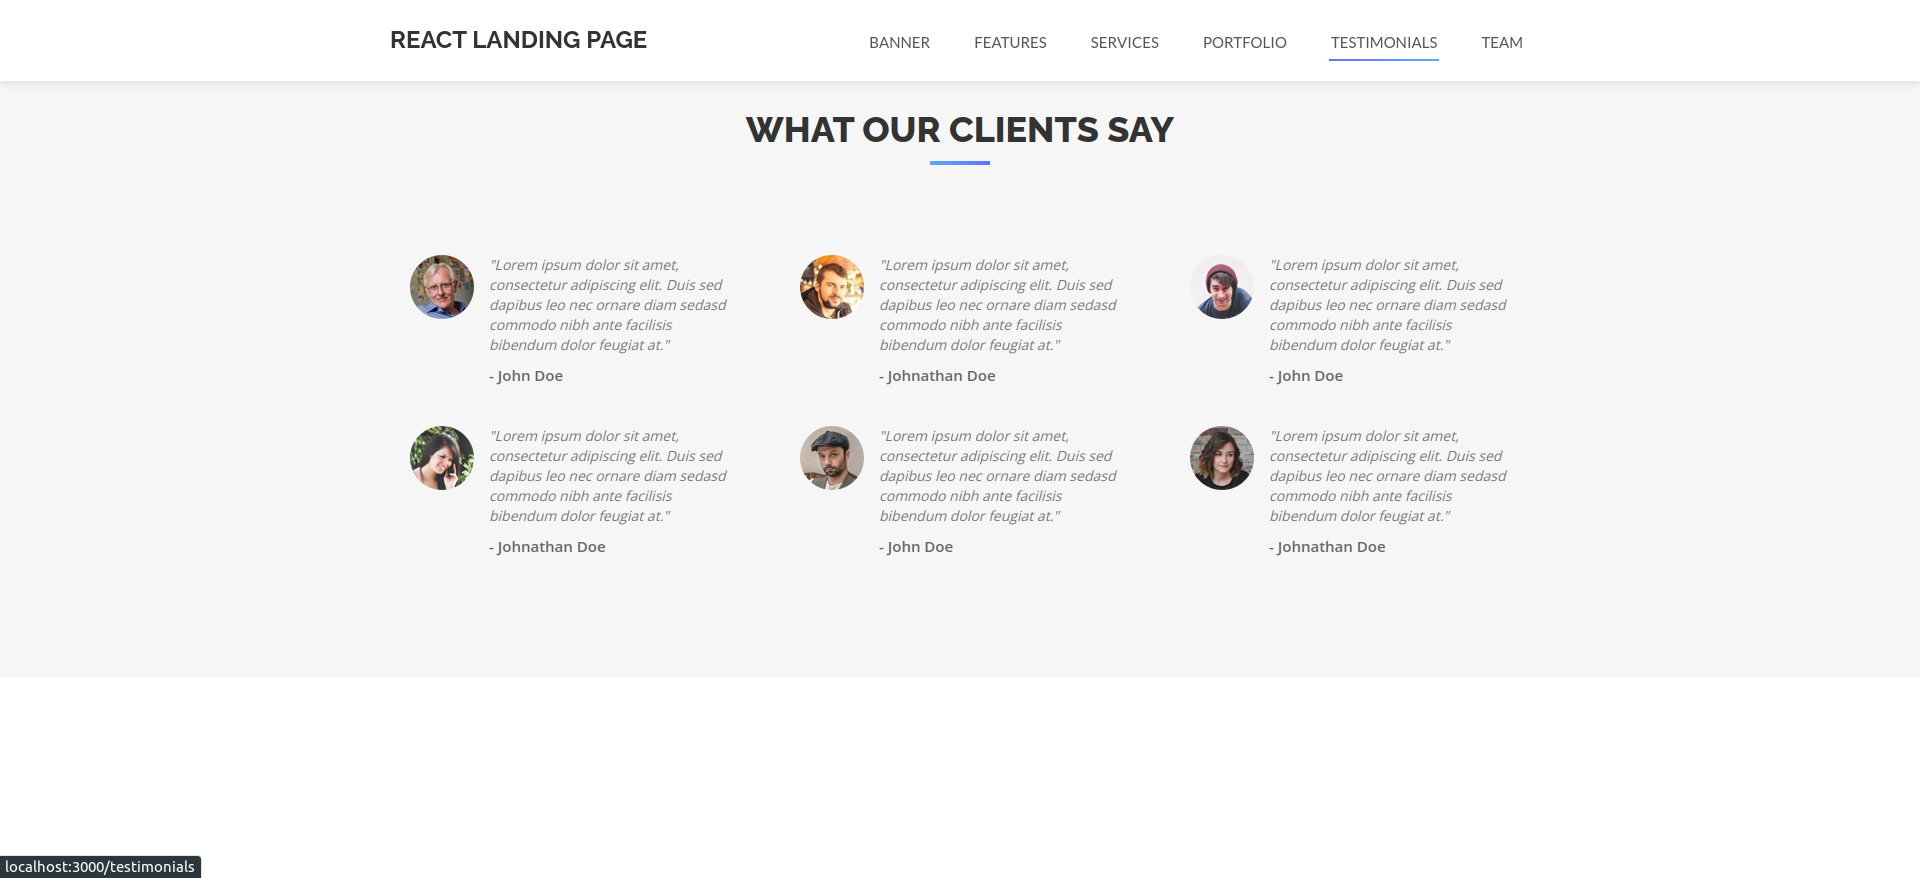 REACT LANDING PAGE
BANNER FEATURES SERVICES PORTFOLIO TESTIMONIALS TEAM
WHAT OUR CLIENTS SAY
"Lorem ipsum dolor sit amet,
consectetur adipiscing elit. Duis sed
dapibus leo nec ornare diam sedasd
commodo nibh ante facilisis
bibendum dolor feugiat at."
- John Doe
"Lorem ipsum dolor sit amet,
consectetur adipiscing elit. Duis sed
dapibus leo nec ornare diam sedasd
commodo nibh ante facilisis
bibendum dolor feugiat at."
- Johnathan Doe
"Lorem ipsum dolor sit amet,
consectetur adipiscing elit. Duis sed
dapibus leo nec ornare diam sedasd
commodo nibh ante facilisis
bibendum dolor feugiat at."
- John Doe
"Lorem ipsum dolor sit amet,
consectetur adipiscing elit. Duis sed
dapibus leo nec ornare diam sedasd
commodo nibh ante facilisis
bibendum dolor feugiat at."
- Johnathan Doe
"Lorem ipsum dolor sit amet,
consectetur adipiscing elit. Duis sed
dapibus leo nec ornare diam sedasd
commodo nibh ante facilisis
bibendum dolor feugiat at."
- John Doe
"Lorem ipsum dolor sit amet,
consectetur adipiscing elit. Duis sed
dapibus leo nec ornare diam sedasd
commodo nibh ante facilisis
bibendum dolor feugiat at."
- Johnathan Doe
localhost:3000/testimonials